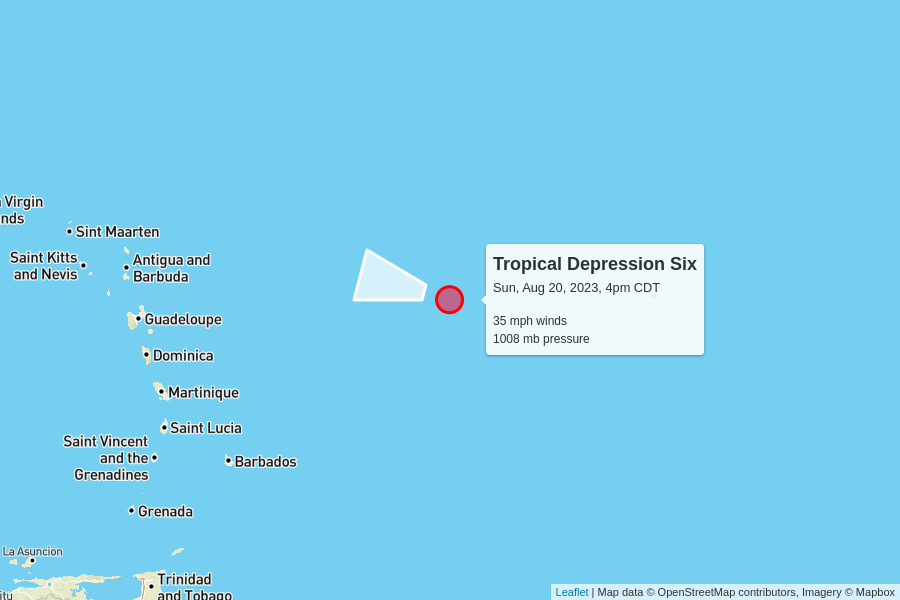 Virgin
nds
Sint Maarten
Saint Kitts
and Nevis
Antigua and
Barbuda
Guadeloupe
Dominica
Martinique
Saint Lucia
Saint Vincent
and the
Grenadines
Barbados
Grenada
La Asuncion
Trinidad
and Tobago
itu
Tropical Depression Six
Sun, Aug 20, 2023, 4pm CDT
35 mph winds
1008 mb pressure
Leaflet | Map data © OpenStreetMap contributors, Imagery © Mapbox